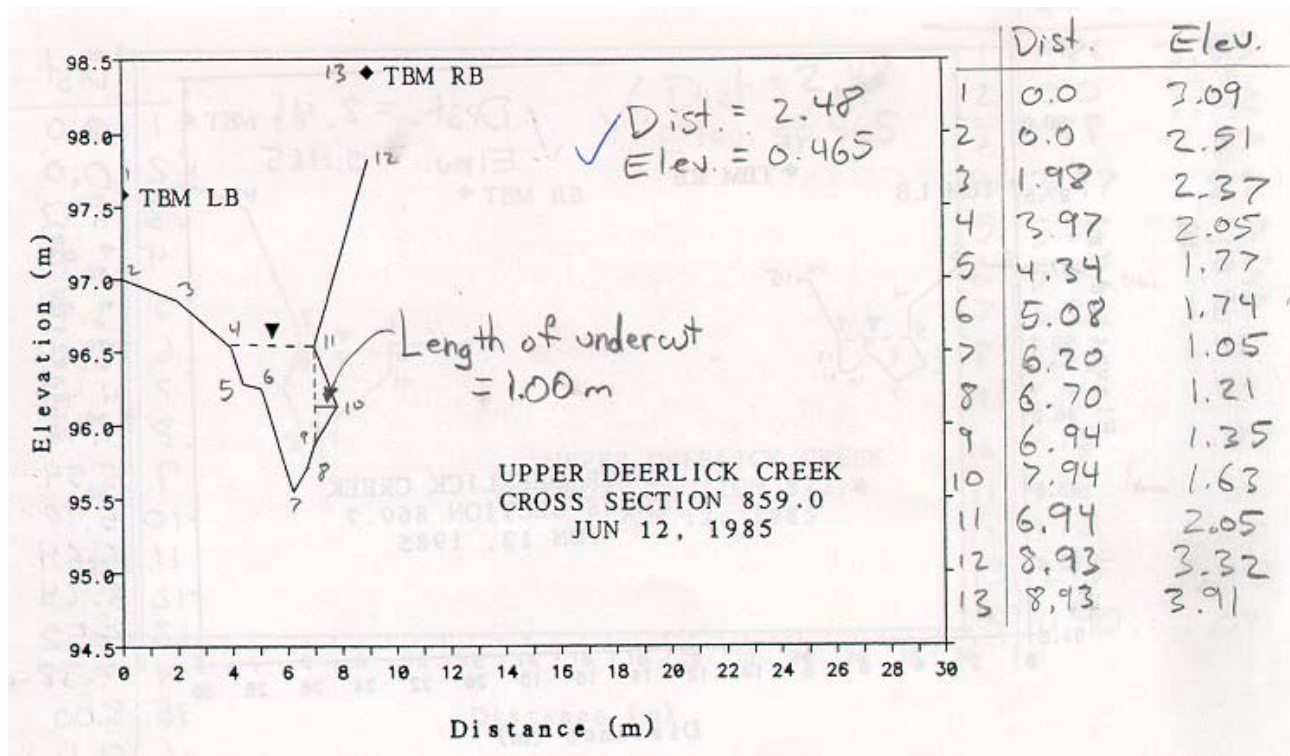 Dist. Elev.
98.5
13 TBM RB
1 0.0 3.09
98.0
Dist. = 2.48
2 0.0 2.51
12
Elev. = 0.465
1
3 1.98 2.37
97.5
TBM LB
4 3.97 2.05
97.0
2
3
5 4.34 1.77
6 5.08 1.74
Elevation (m)
4
11
Length of undercut
96.5
7 6.20 1.05
5
6
= 1.00 m
10
8 6.70 1.21
96.0
9
9 6.94 1.35
8
UPPER DEERLICK CREEK
10 7.94 1.63
95.5
7
CROSS SECTION 859.0
11 6.94 2.05
JUN 12, 1985
95.0
12 8.93 3.32
13 8.93 3.91
94.5
0 2 4 6 8 10 12 14 16 18 20 22 24 26 28 30
Distance (m)